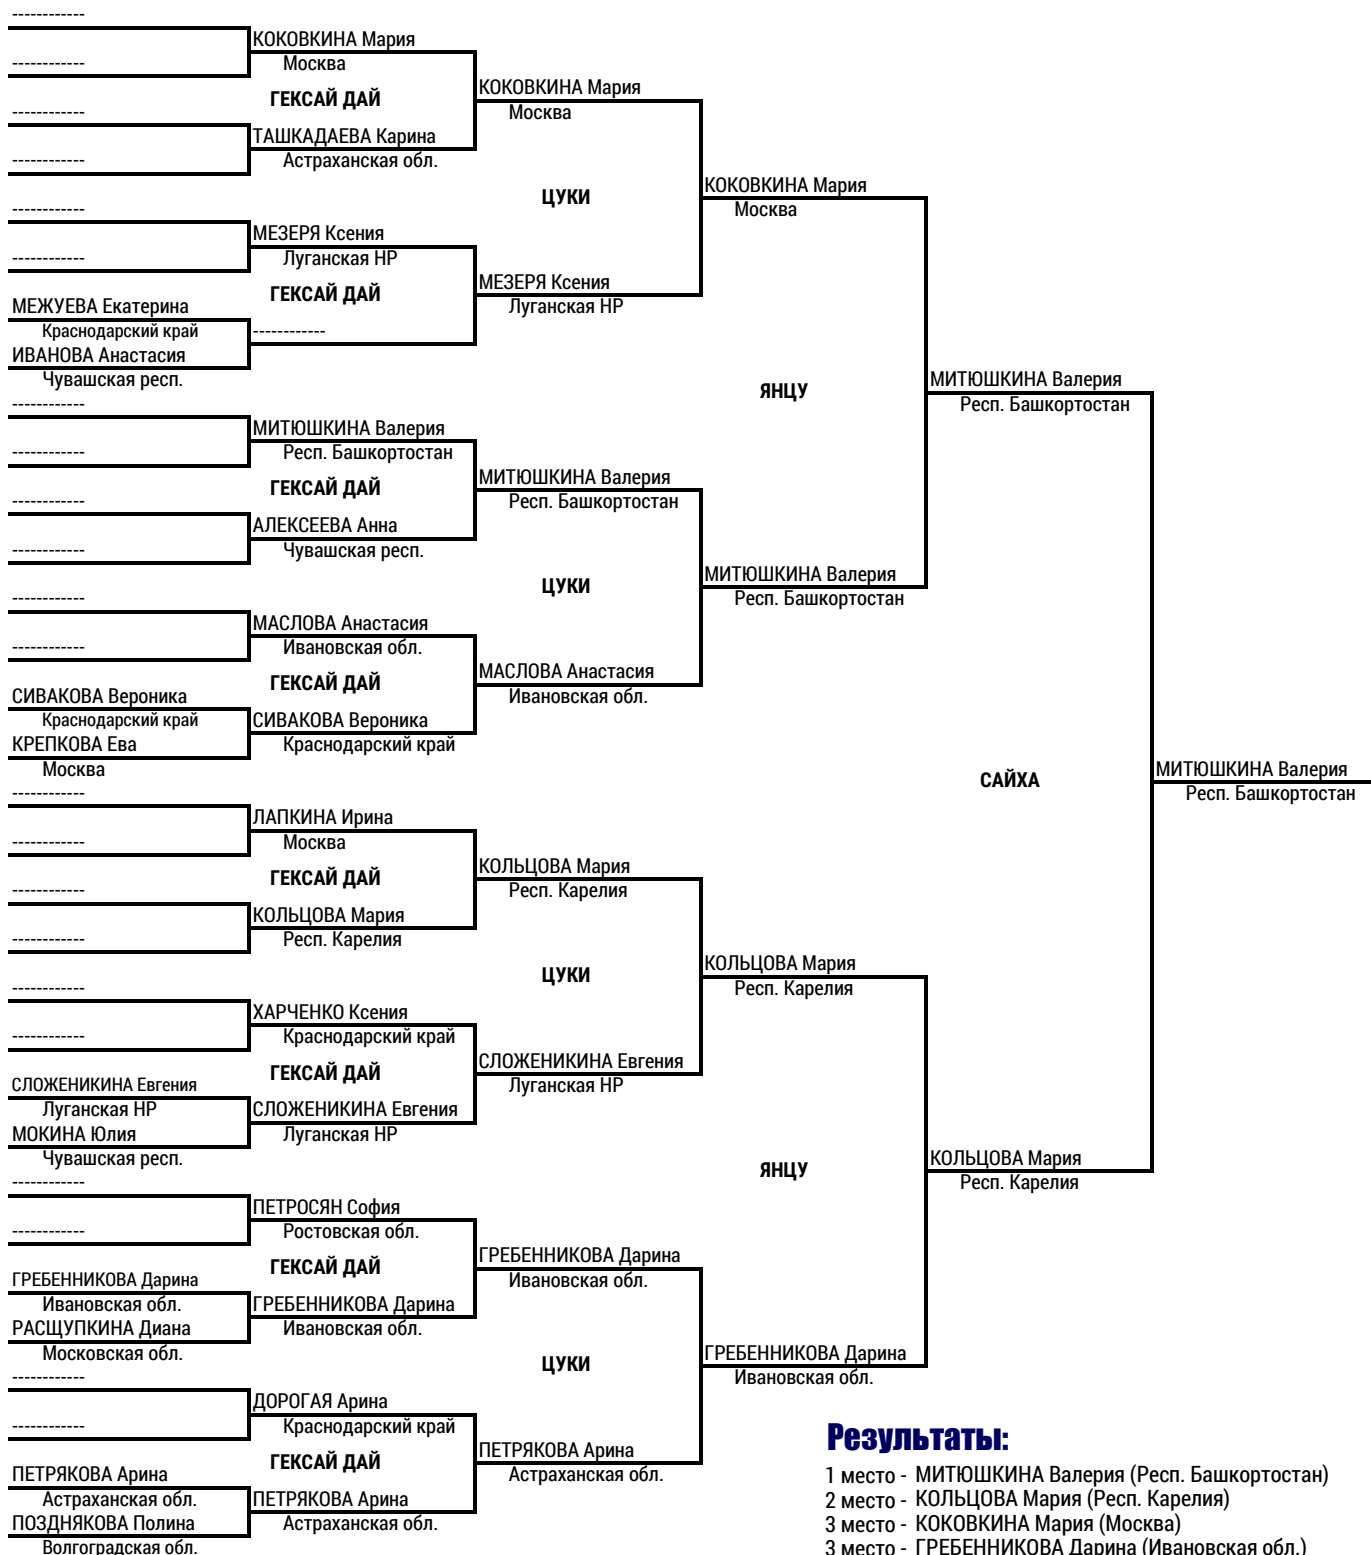 ------------
------------
------------
------------
------------
------------
МЕЖУЕВА Екатерина
Краснодарский край
ИВАНОВА Анастасия
Чувашская респ.
------------
------------
------------
------------
------------
------------
СИВАКОВА Вероника
Краснодарский край
КРЕПКОВА Ева
Москва
------------
------------
------------
------------
------------
------------
СЛОЖЕНИКИНА Евгения
Луганская НР
МОКИНА Юлия
Чувашская респ.
------------
------------
ГРЕБЕННИКОВА Дарина
Ивановская обл.
РАСЩУПКИНА Диана
Московская обл.
------------
------------
ПЕТРЯКОВА Арина
Астраханская обл.
ПОЗДНЯКОВА Полина
Волгоградская обл.
КОКОВКИНА Мария
Москва
ГЕКСАЙ ДАЙ
ТАШКАДАЕВА Карина
Астраханская обл.
МЕЗЕРЯ Ксения
Луганская НР
ГЕКСАЙ ДАЙ
------------
МИТЮШКИНА Валерия
Респ. Башкортостан
ГЕКСАЙ ДАЙ
АЛЕКСЕЕВА Анна
Чувашская респ.
МАСЛОВА Анастасия
Ивановская обл.
ГЕКСАЙ ДАЙ
СИВАКОВА Вероника
Краснодарский край
ЛАПКИНА Ирина
Москва
ГЕКСАЙ ДАЙ
КОЛЬЦОВА Мария
Респ. Карелия
ХАРЧЕНКО Ксения
Краснодарский край
ГЕКСАЙ ДАЙ
СЛОЖЕНИКИНА Евгения
Луганская НР
ПЕТРОСЯН София
Ростовская обл.
ГЕКСАЙ ДАЙ
ГРЕБЕННИКОВА Дарина
Ивановская обл.
ДОРОГАЯ Арина
Краснодарский край
ГЕКСАЙ ДАЙ
ПЕТРЯКОВА Арина
Астраханская обл.
КОКОВКИНА Мария
Москва
ЦУКИ
МЕЗЕРЯ Ксения
Луганская НР
МИТЮШКИНА Валерия
Респ. Башкортостан
ЦУКИ
МАСЛОВА Анастасия
Ивановская обл.
КОЛЬЦОВА Мария
Респ. Карелия
ЦУКИ
СЛОЖЕНИКИНА Евгения
Луганская НР
ГРЕБЕННИКОВА Дарина
Ивановская обл.
ЦУКИ
ПЕТРЯКОВА Арина
Астраханская обл.
КОКОВКИНА Мария
Москва
ЯНЦУ
МИТЮШКИНА Валерия
Респ. Башкортостан
КОЛЬЦОВА Мария
Респ. Карелия
ЯНЦУ
ГРЕБЕННИКОВА Дарина
Ивановская обл.
МИТЮШКИНА Валерия
Респ. Башкортостан
САЙХА
КОЛЬЦОВА Мария
Респ. Карелия
МИТЮШКИНА Валерия
Респ. Башкортостан
Результаты:
1 место - МИТЮШКИНА Валерия (Респ. Башкортостан)
2 место - КОЛЬЦОВА Мария (Респ. Карелия)
3 место - КОКОВКИНА Мария (Москва)
3 место - ГРЕБЕННИКОВА Дарина (Ивановская обл.)